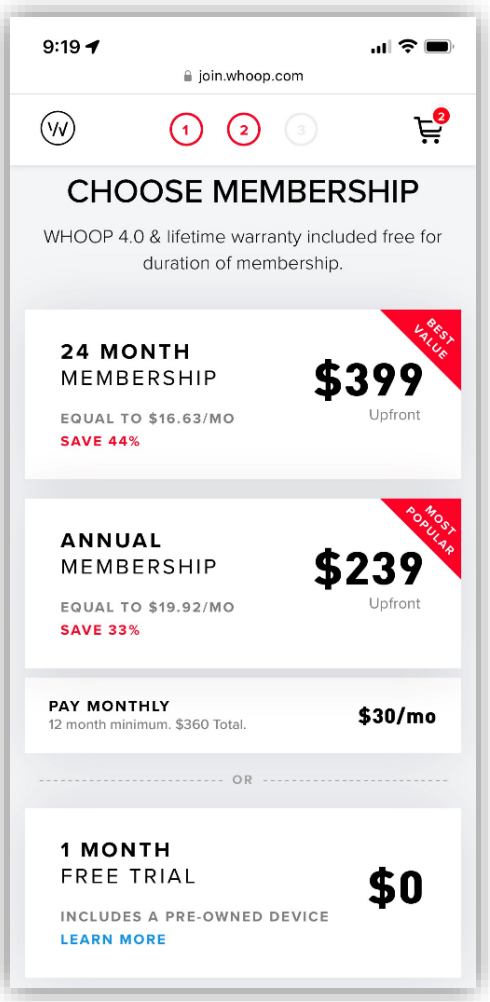 9:19
join.whoop.com
W
1 2 3
2
CHOOSE MEMBERSHIP
WHOOP 4.0 & lifetime warranty included free for
duration of membership.
BEST
VALUE
24 MONTH
MEMBERSHIP
$399
Upfront
EQUAL TO $16.63/MO
SAVE 44%
MOST
POPULAR
ANNUAL
MEMBERSHIP
$239
Upfront
EQUAL TO $19.92/MO
SAVE 33%
PAY MONTHLY
12 month minimum. $360 Total.
$30/mo
OR
1 MONTH
FREE TRIAL
$0
INCLUDES A PRE-OWNED DEVICE
LEARN MORE